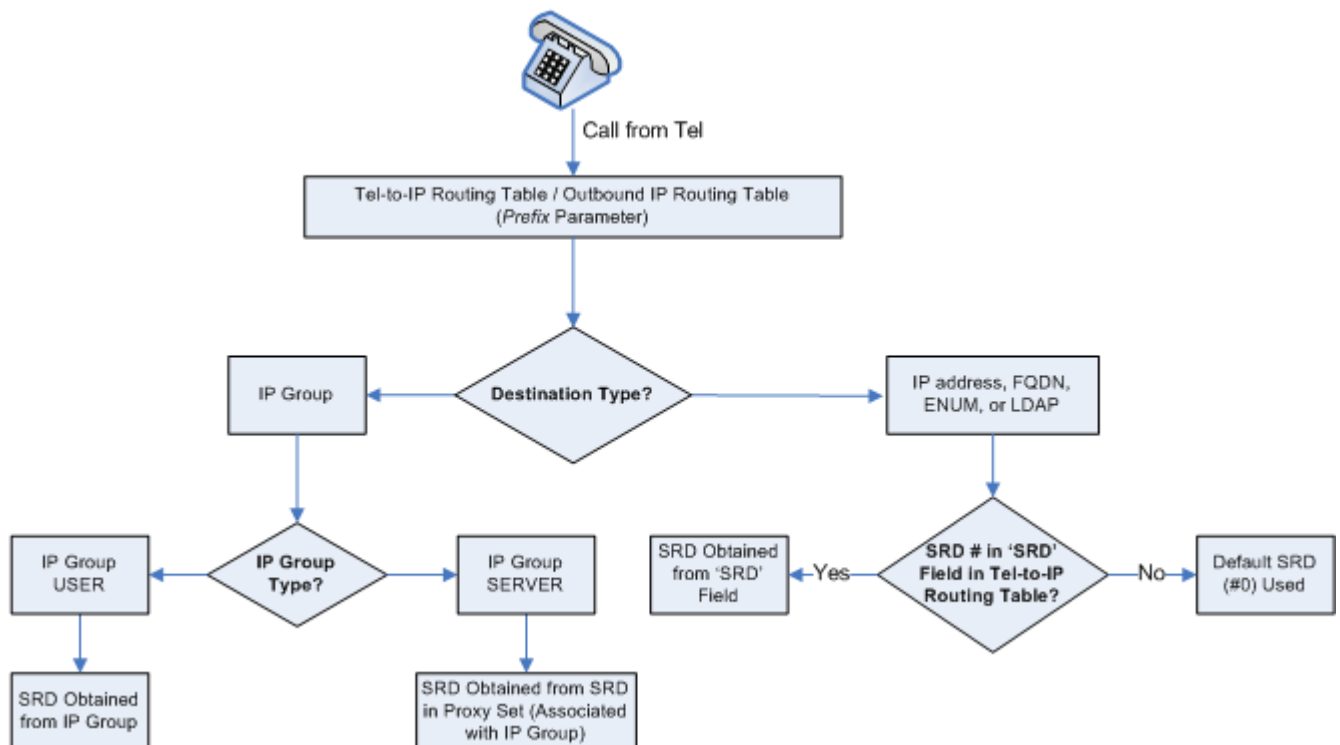 Call from Tel
Tel-to-IP Routing Table / Outbound IP Routing Table
(Prefix Parameter)
IP Group
Destination Type?
IP address, FQDN,
ENUM, or LDAP
IP Group
USER
IP Group
Type?
IP Group
SERVER
SRD Obtained
from ‘SRD’
Field
Yes
SRD # in ‘SRD’
Field in Tel-to-IP
Routing Table?
No
Default SRD
(#0) Used
SRD Obtained
from IP Group
SRD Obtained from SRD
in Proxy Set (Associated
with IP Group)